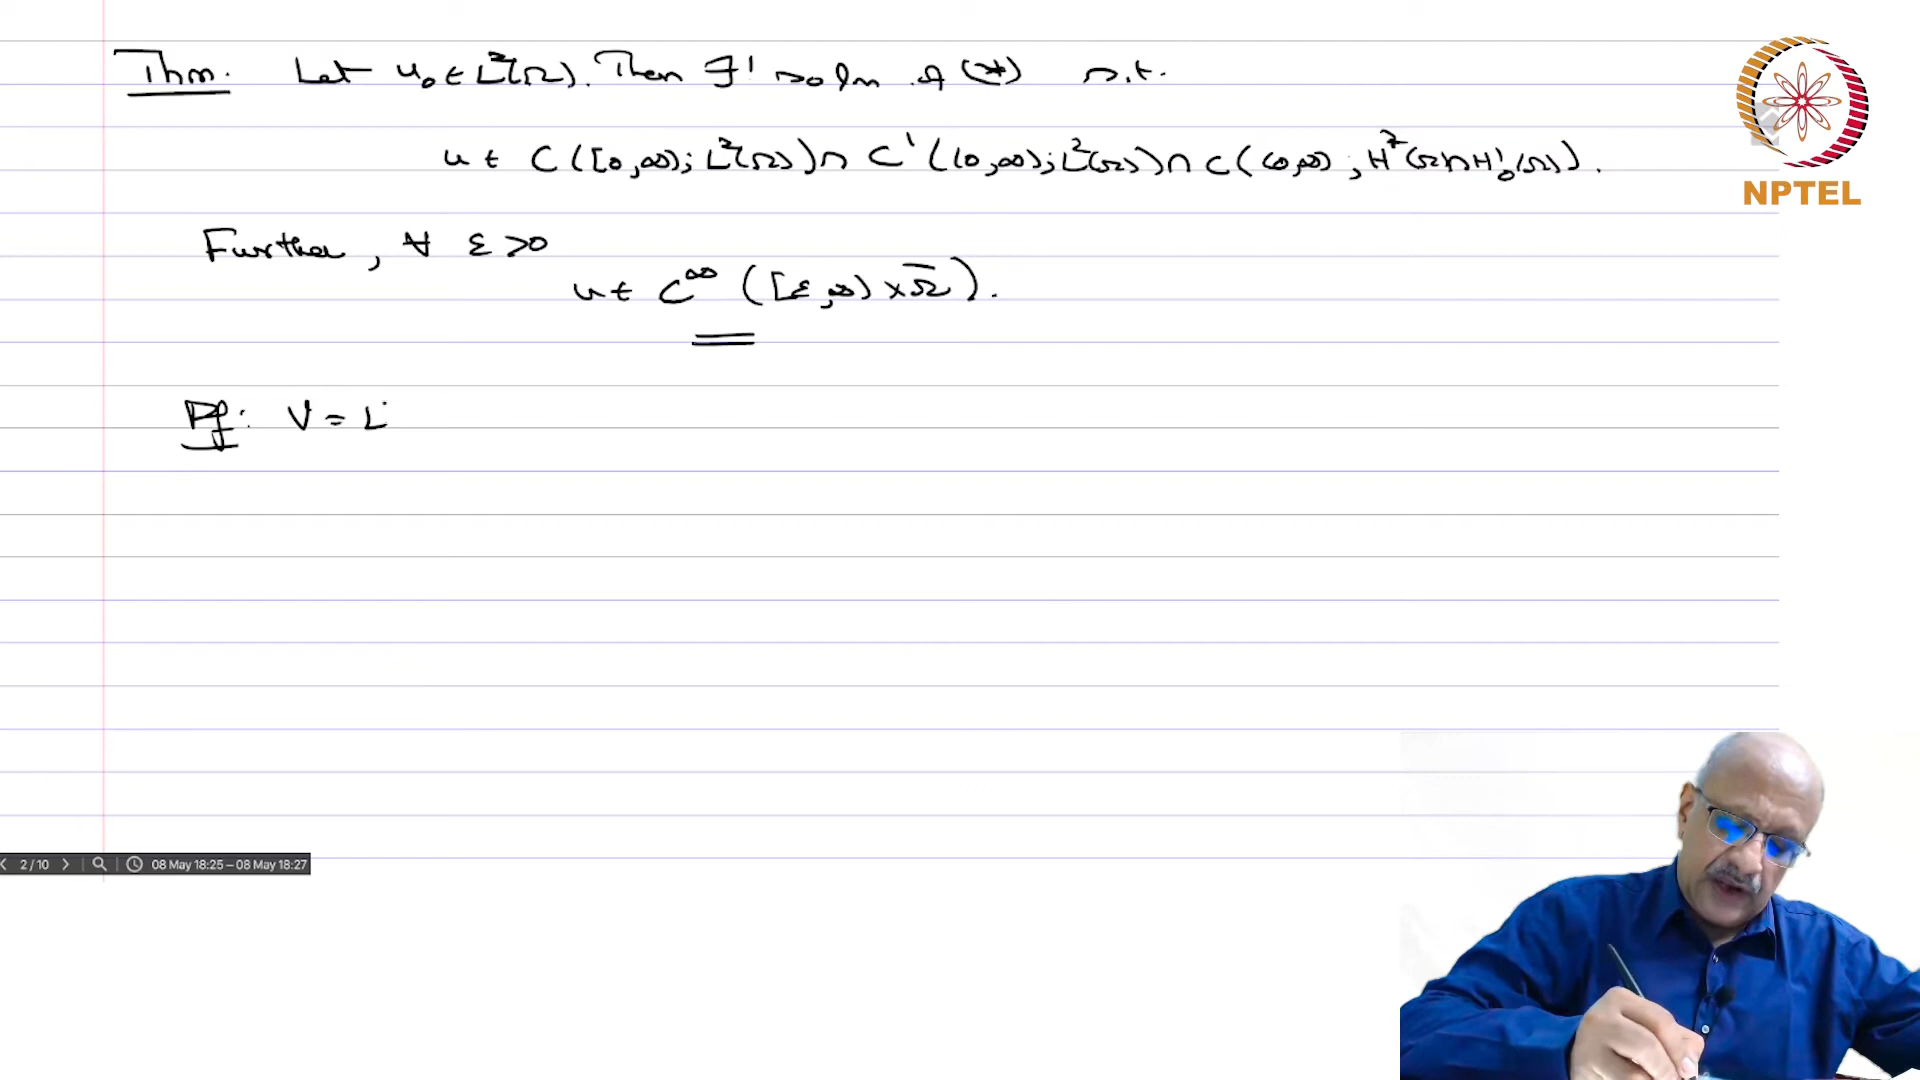 Thm. Let u₀ ∈ L²(Ω). Then ∃! soln. of (*) s.t.
u ∈ C([0,∞); L²(Ω)) ∩ C¹((0,∞); L²(Ω)) ∩ C((0,∞); H²(Ω) ∩ H¹₀(Ω)).
Further, ∀ ε > 0
u ∈ C^∞([ε,∞) × Ω̄).
Pf: V = L
NPTEL
2/10 08 May 18:25 – 08 May 18:27